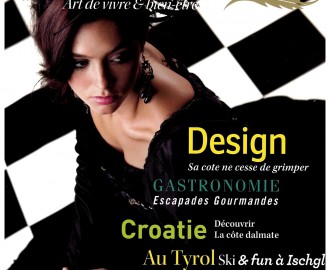 Art de vivre & bien-être
Design
Sa cote ne cesse de grimper
GASTRONOMIE
Escapades Gourmandes
Croatie Découvrir
La côte dalmate
Au Tyrol Ski & fun à Ischgl